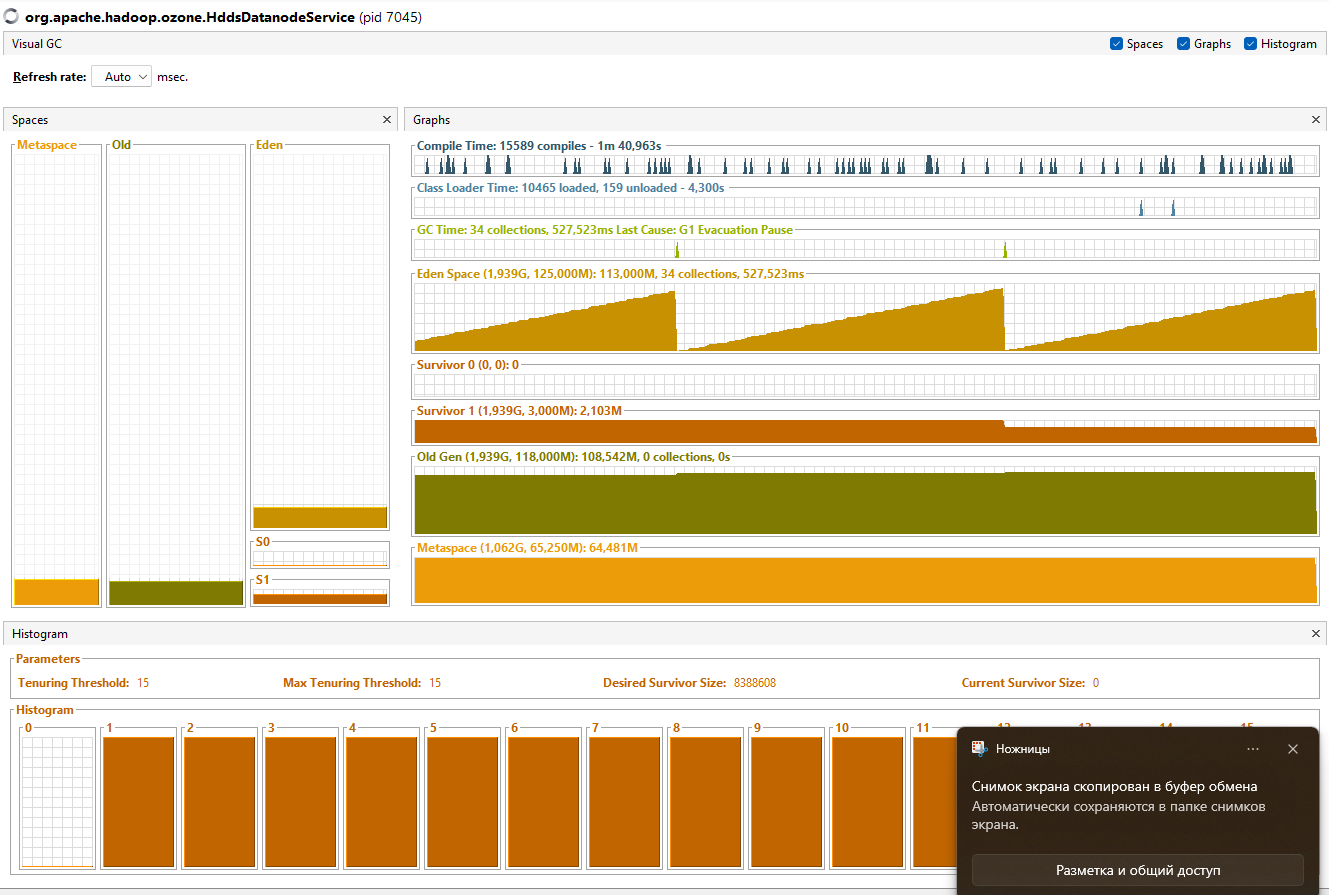 org.apache.hadoop.ozone.HddsDatanodeService (pid 7045)
Visual GC
Spaces Graphs Histogram
Refresh rate: Auto msec.
Spaces
Metaspace Old Eden
S0
S1
Graphs
Compile Time: 15589 compiles - 1m 40,963s
Class Loader Time: 10465 loaded, 159 unloaded - 4,300s
GC Time: 34 collections, 527,523ms Last Cause: G1 Evacuation Pause
Eden Space (1,939G, 125,000M): 113,000M, 34 collections, 527,523ms
Survivor 0 (0, 0): 0
Survivor 1 (1,939G, 3,000M): 2,103M
Old Gen (1,939G, 118,000M): 108,542M, 0 collections, 0s
Metaspace (1,062G, 65,250M): 64,481M
Histogram
Parameters
Tenuring Threshold: 15 Max Tenuring Threshold: 15 Desired Survivor Size: 8388608 Current Survivor Size: 0
Histogram
0 1 2 3 4 5 6 7 8 9 10 11 12 13 14 15
Ножницы
Снимок экрана скопирован в буфер обмена
Автоматически сохраняются в папке снимков
экрана.
Разметка и общий доступ